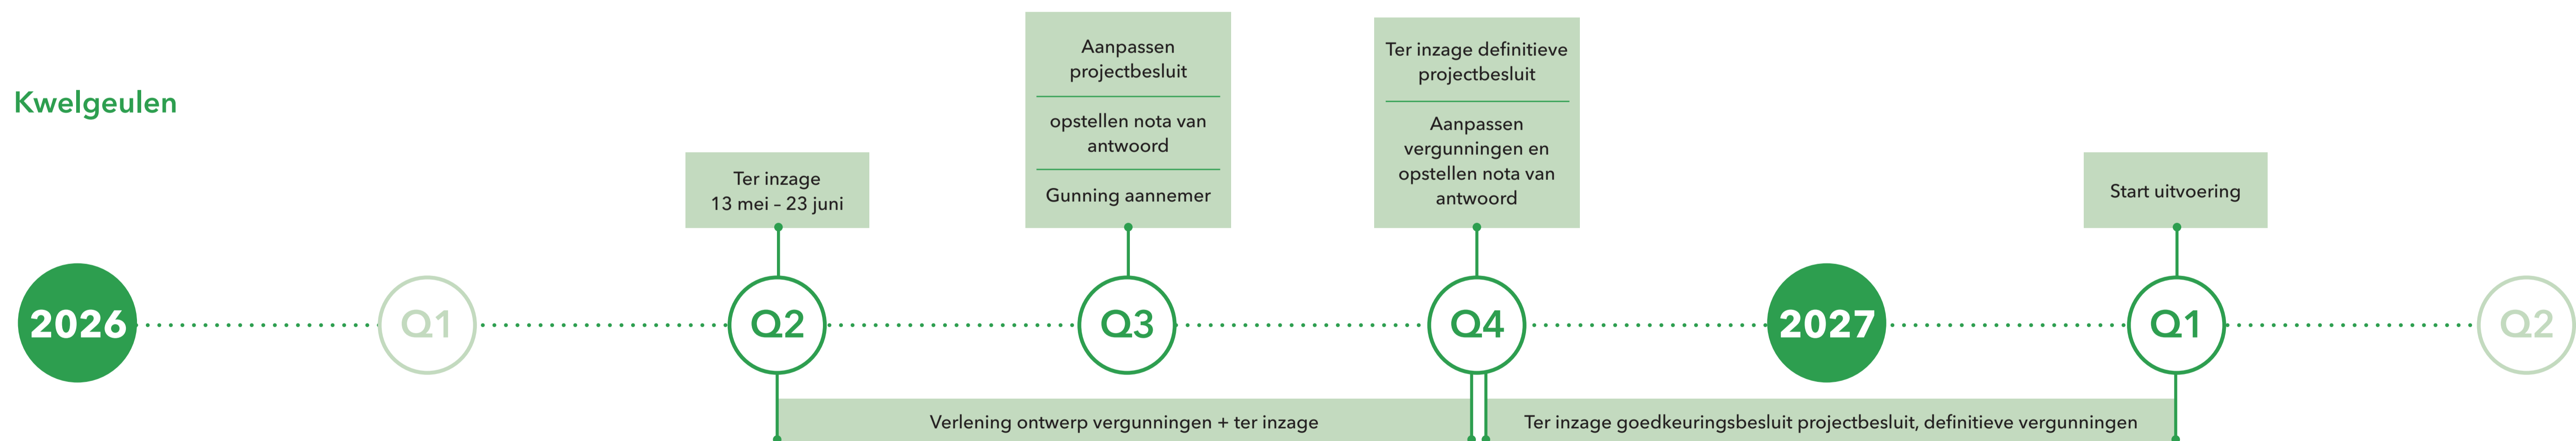 Kwelgeulen
Ter inzage
13 mei – 23 juni
Aanpassen
projectbesluit
opstellen nota van
antwoord
Gunning aannemer
Ter inzage definitieve
projectbesluit
Aanpassen
vergunningen en
opstellen nota van
antwoord
Start uitvoering
2026
Q1
Q2
Q3
Q4
2027
Q1
Q2
Verlening ontwerp vergunningen + ter inzage
Ter inzage goedkeuringsbesluit projectbesluit, definitieve vergunningen